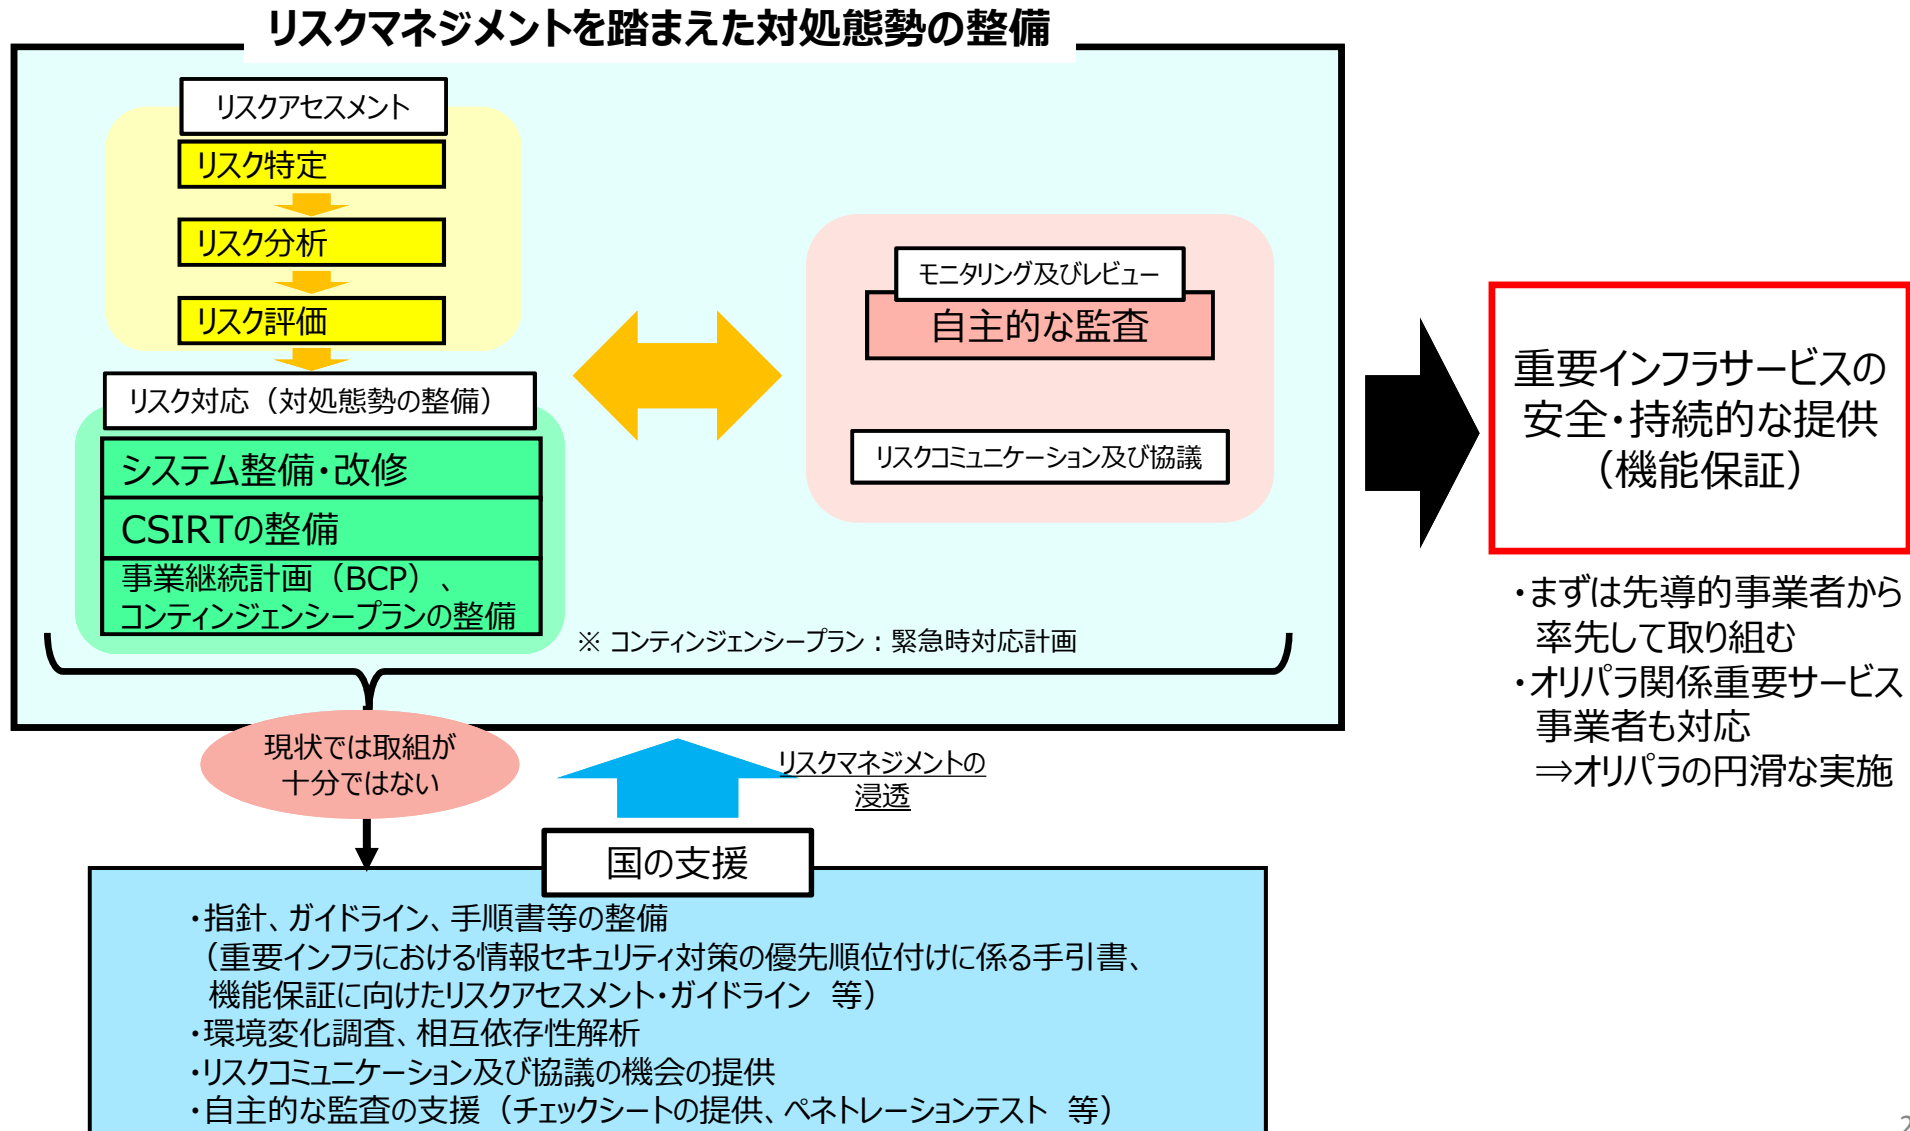 リスクマネジメントを踏まえた対処態勢の整備
リスクアセスメント
リスク特定
リスク分析
リスク評価
リスク対応（対処態勢の整備）
システム整備・改修
CSIRTの整備
事業継続計画（BCP）、
コンティンジェンシープランの整備
モニタリング及びレビュー
自主的な監査
リスクコミュニケーション及び協議
※ コンティンジェンシープラン：緊急時対応計画
重要インフラサービスの
安全・持続的な提供
（機能保証）
・まずは先導的事業者から
率先して取り組む
・オリパラ関係重要サービス
事業者も対応
⇒オリパラの円滑な実施
現状では取組が
十分ではない
リスクマネジメントの
浸透
国の支援
・指針、ガイドライン、手順書等の整備
（重要インフラにおける情報セキュリティ対策の優先順位付けに係る手引書、
機能保証に向けたリスクアセスメント・ガイドライン　等）
・環境変化調査、相互依存性解析
・リスクコミュニケーション及び協議の機会の提供
・自主的な監査の支援（チェックシートの提供、ペネトレーションテスト　等）